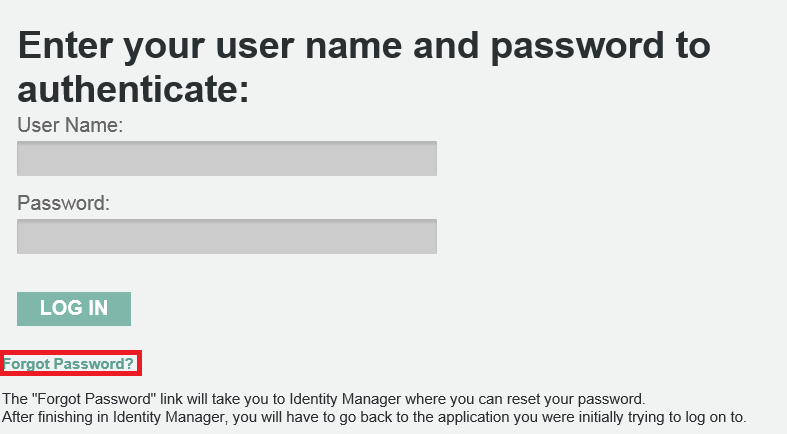 Enter your user name and password to
authenticate:
User Name:
Password:
LOG IN
Forgot Password?
The "Forgot Password" link will take you to Identity Manager where you can reset your password.
After finishing in Identity Manager, you will have to go back to the application you were initially trying to log on to.